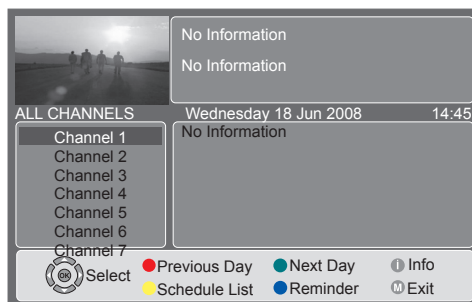 No Information
No Information
ALL CHANNELS Wednesday 18 Jun 2008 14:45
Channel 1 No Information
Channel 2
Channel 3
Channel 4
Channel 5
Channel 6
Channel 7
OK Select Previous Day Next Day i Info
Schedule List Reminder M Exit